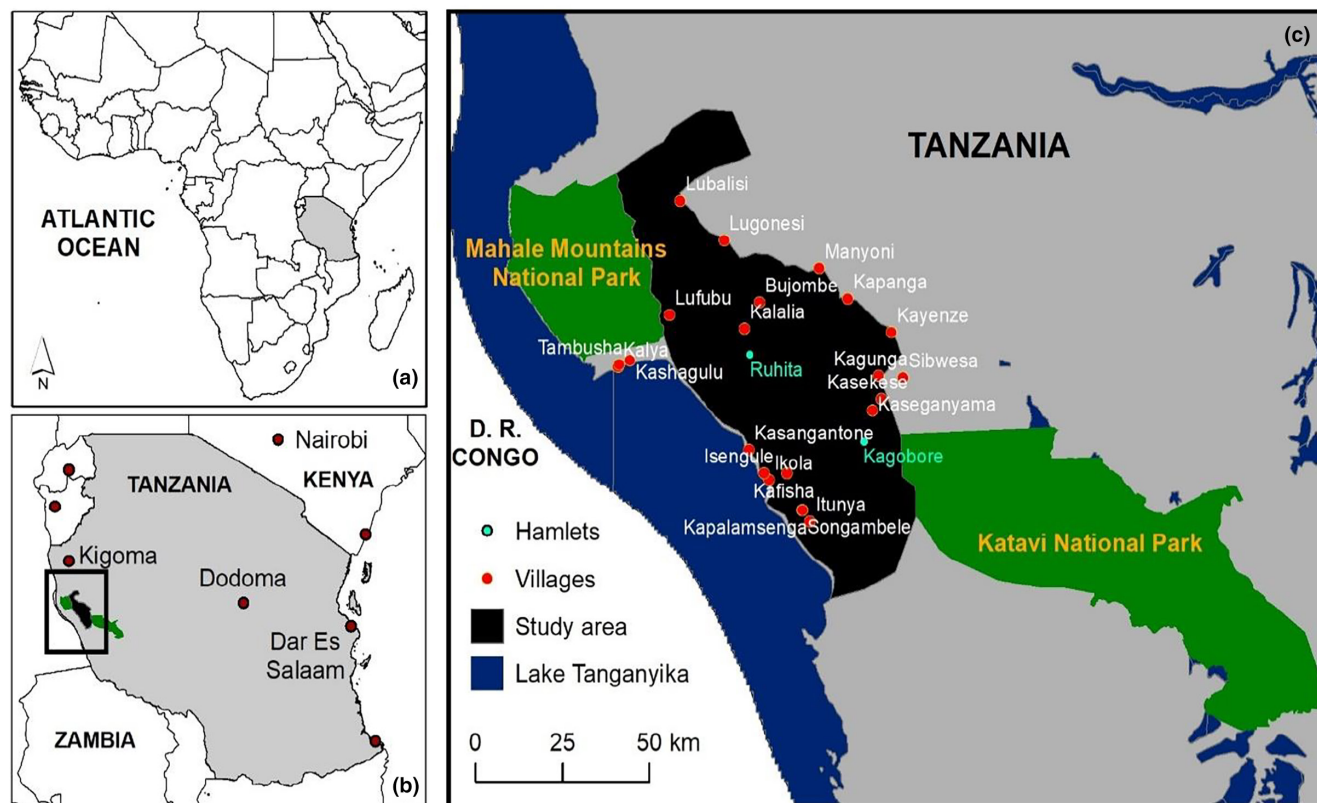 ATLANTIC
OCEAN
N
(a)
Nairobi
TANZANIA
KENYA
Kigoma
Dodoma
Dar Es
Salaam
ZAMBIA
(b)
(c)
TANZANIA
Lubalisi
Lugonesi
Mahale Mountains
National Park
Manyoni
Bujombe
Kapanga
Lufubu
Kalalia
Kayenze
Tambusha
Kalya
Kashagulu
Ruhita
Kagunga
Sibwesa
Kasekese
Kaseganyama
D. R.
CONGO
Kasangantone
Kagobore
Isengule
Ikola
Kafisha
Itunya
Kapalamsenga
Songambele
Katavi National Park
Hamlets
Villages
Study area
Lake Tanganyika
0 25 50 km